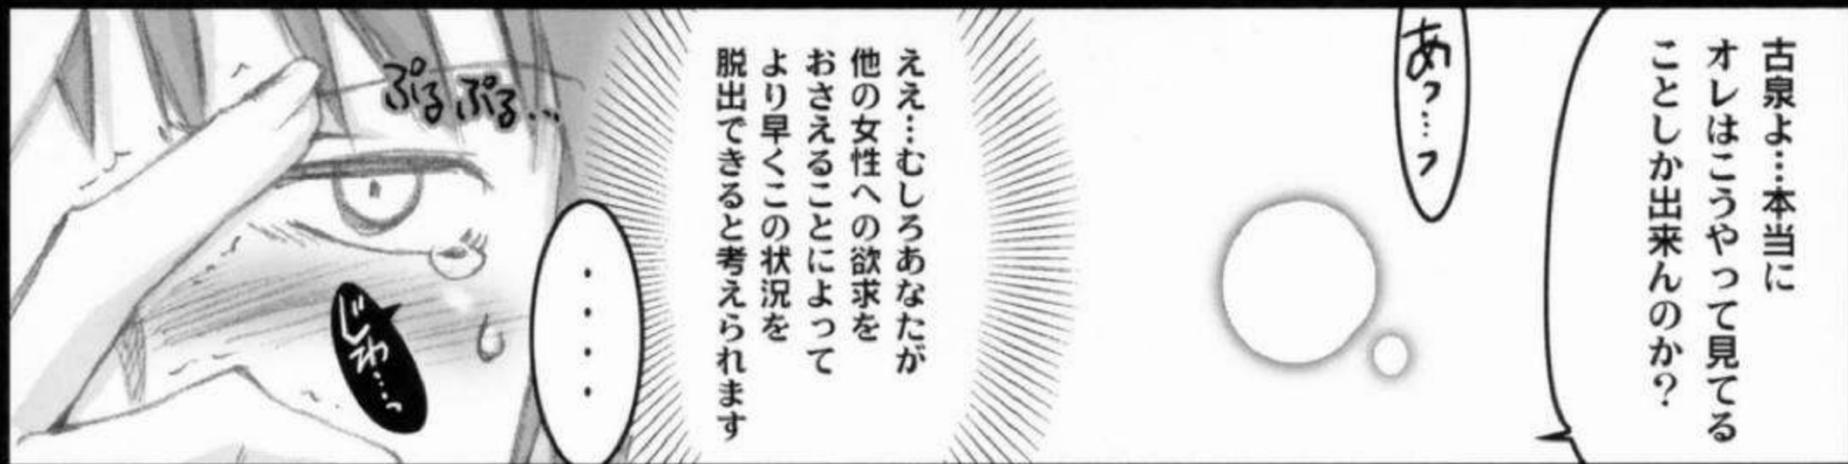 古泉よ…本当に
オレはこうやって見てる
ことしか出来んのか？
あっ…っ
ええ…むしろあなたが
他の女性への欲求を
おさえることによって
より早くこの状況を
脱出できると考えられます
・・・・
ぷるぷる…
じわ…